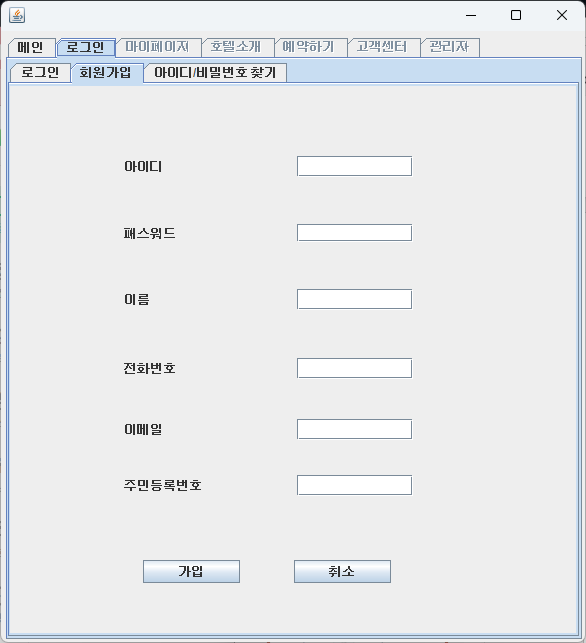 메인 로그인 마이페이지 호텔소개 예약하기 고객센터 관리자
로그인 회원가입 아이디/비밀번호 찾기
아이디
패스워드
이름
전화번호
이메일
주민등록번호
가입 취소